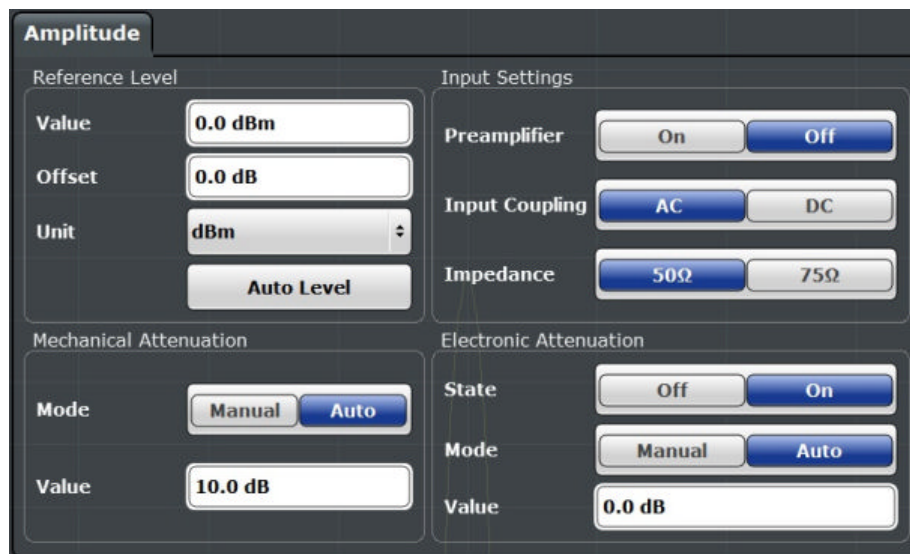 Amplitude
Reference Level
Value 0.0 dBm
Offset 0.0 dB
Unit dBm
Auto Level
Input Settings
Preamplifier On Off
Input Coupling AC DC
Impedance 50Ω 75Ω
Mechanical Attenuation
Mode Manual Auto
Value 10.0 dB
Electronic Attenuation
State Off On
Mode Manual Auto
Value 0.0 dB